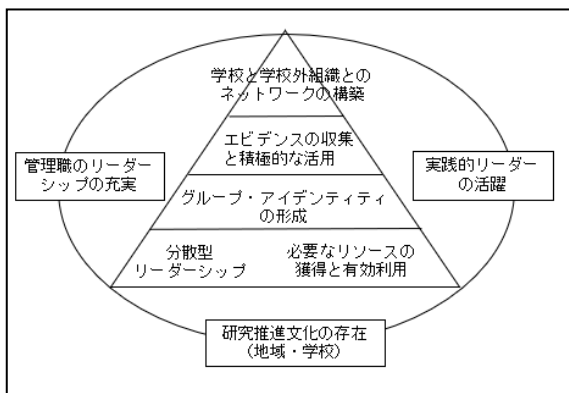 学校と学校外組織との
ネットワークの構築
エビデンスの収集
と積極的な活用
管理職のリーダー
シップの充実
実践的リーダー
の活躍
グループ・アイデンティティ
の形成
分散型
リーダーシップ
必要なリソースの
獲得と有効利用
研究推進文化の存在
(地域・学校)